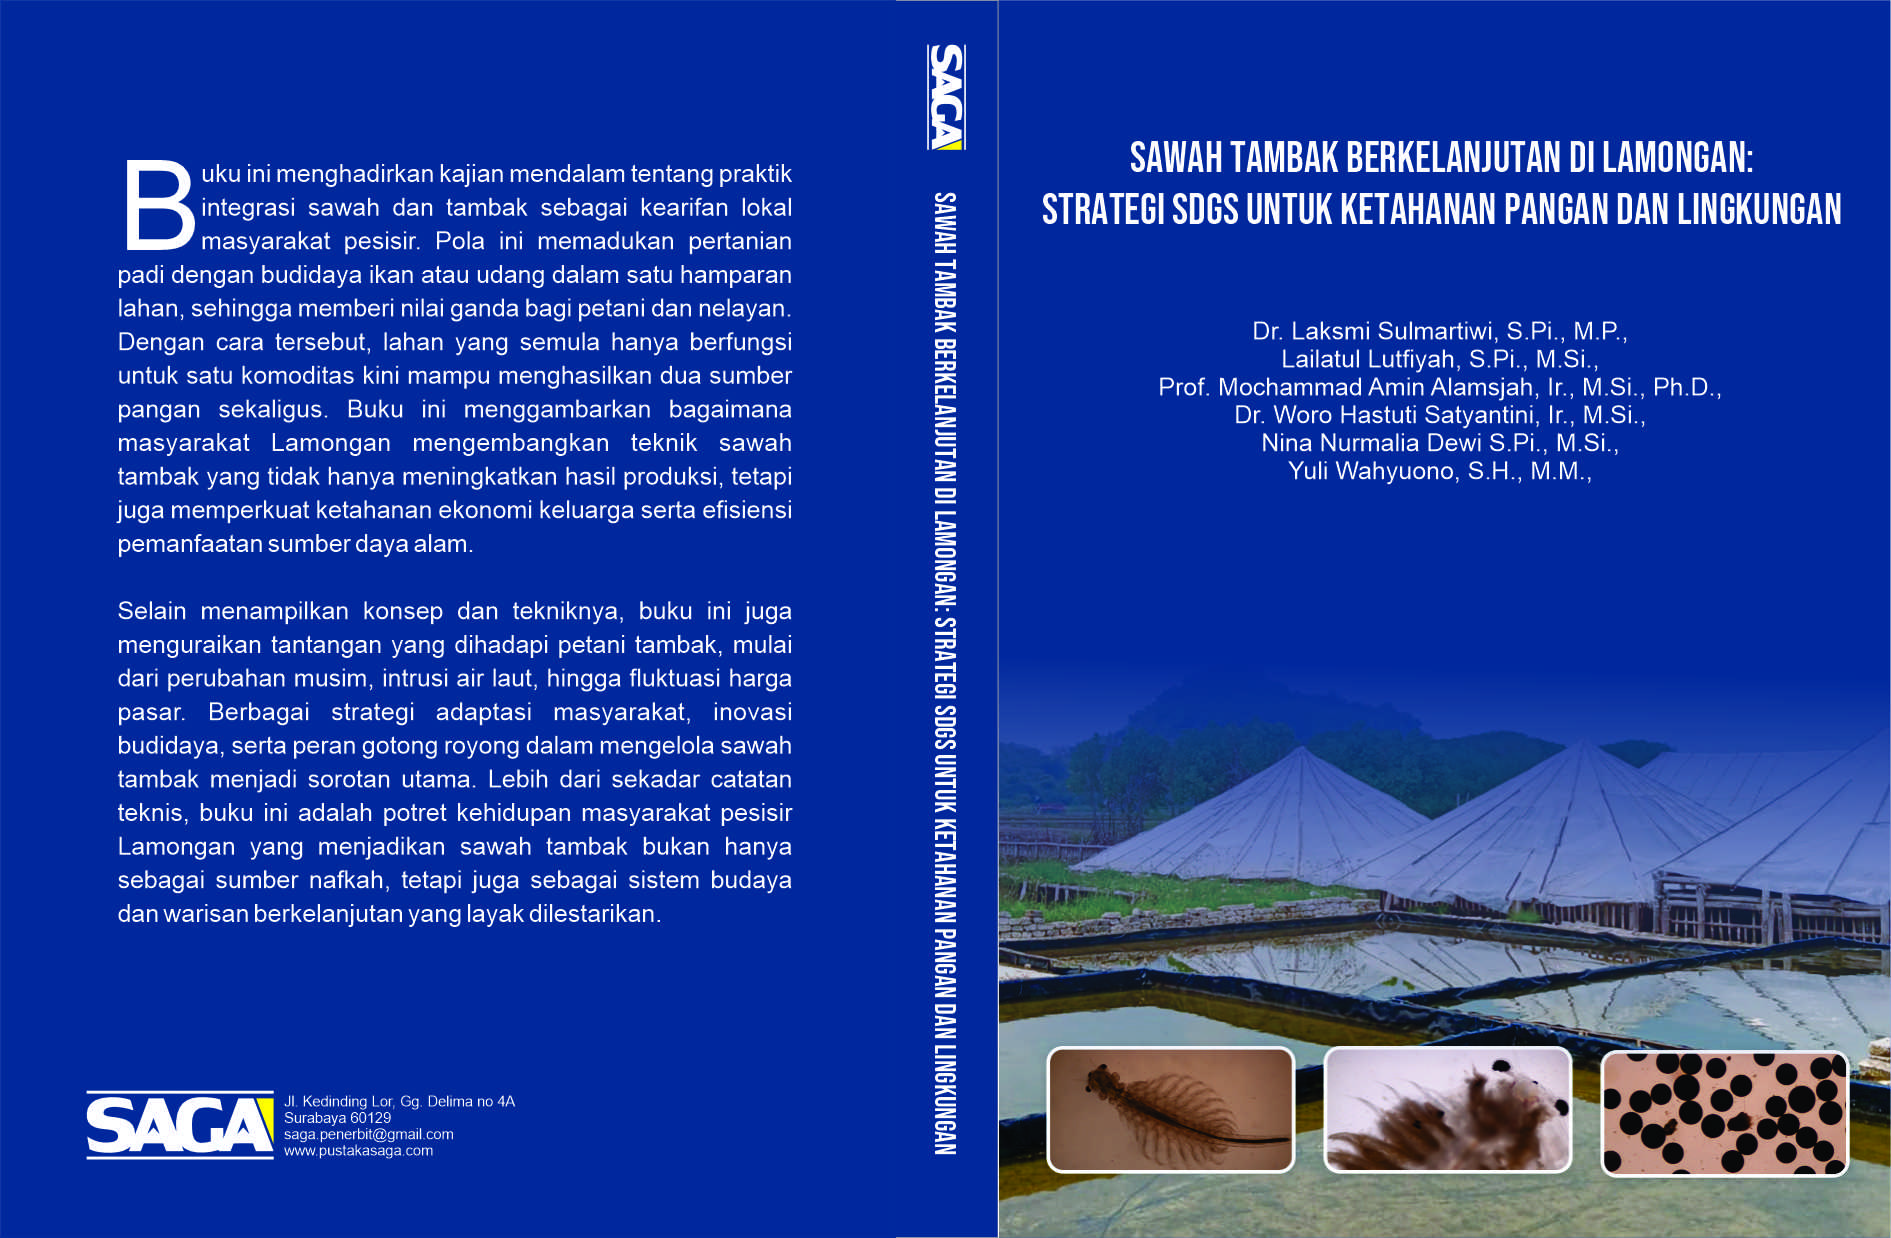 Buku ini menghadirkan kajian mendalam tentang praktik
integrasi sawah dan tambak sebagai kearifan lokal
masyarakat pesisir. Pola ini memadukan pertanian
padi dengan budidaya ikan atau udang dalam satu hamparan
lahan, sehingga memberi nilai ganda bagi petani dan nelayan.
Dengan cara tersebut, lahan yang semula hanya berfungsi
untuk satu komoditas kini mampu menghasilkan dua sumber
pangan sekaligus. Buku ini menggambarkan bagaimana
masyarakat Lamongan mengembangkan teknik sawah
tambak yang tidak hanya meningkatkan hasil produksi, tetapi
juga memperkuat ketahanan ekonomi keluarga serta efisiensi
pemanfaatan sumber daya alam.
Selain menampilkan konsep dan tekniknya, buku ini juga
menguraikan tantangan yang dihadapi petani tambak, mulai
dari perubahan musim, intrusi air laut, hingga fluktuasi harga
pasar. Berbagai strategi adaptasi masyarakat, inovasi
budidaya, serta peran gotong royong dalam mengelola sawah
tambak menjadi sorotan utama. Lebih dari sekadar catatan
teknis, buku ini adalah potret kehidupan masyarakat pesisir
Lamongan yang menjadikan sawah tambak bukan hanya
sebagai sumber nafkah, tetapi juga sebagai sistem budaya
dan warisan berkelanjutan yang layak dilestarikan.
SAGA
Jl. Kedinding Lor, Gg. Delima no 4A
Surabaya 60129
saga.penerbit@gmail.com
www.pustakasaga.com
SAGA
SAWAH TAMBAK BERKELANJUTAN DI LAMONGAN: STRATEGI SDGS UNTUK KETAHANAN PANGAN DAN LINGKUNGAN
SAWAH TAMBAK BERKELANJUTAN DI LAMONGAN:
STRATEGI SDGS UNTUK KETAHANAN PANGAN DAN LINGKUNGAN
Dr. Laksmi Sulmartiwi, S.Pi., M.P.,
Lailatul Lutfiyah, S.Pi., M.Si.,
Prof. Mochammad Amin Alamsjah, Ir., M.Si., Ph.D.,
Dr. Woro Hastuti Satyantini, Ir., M.Si.,
Nina Nurmalia Dewi S.Pi., M.Si.,
Yuli Wahyuono, S.H., M.M.,